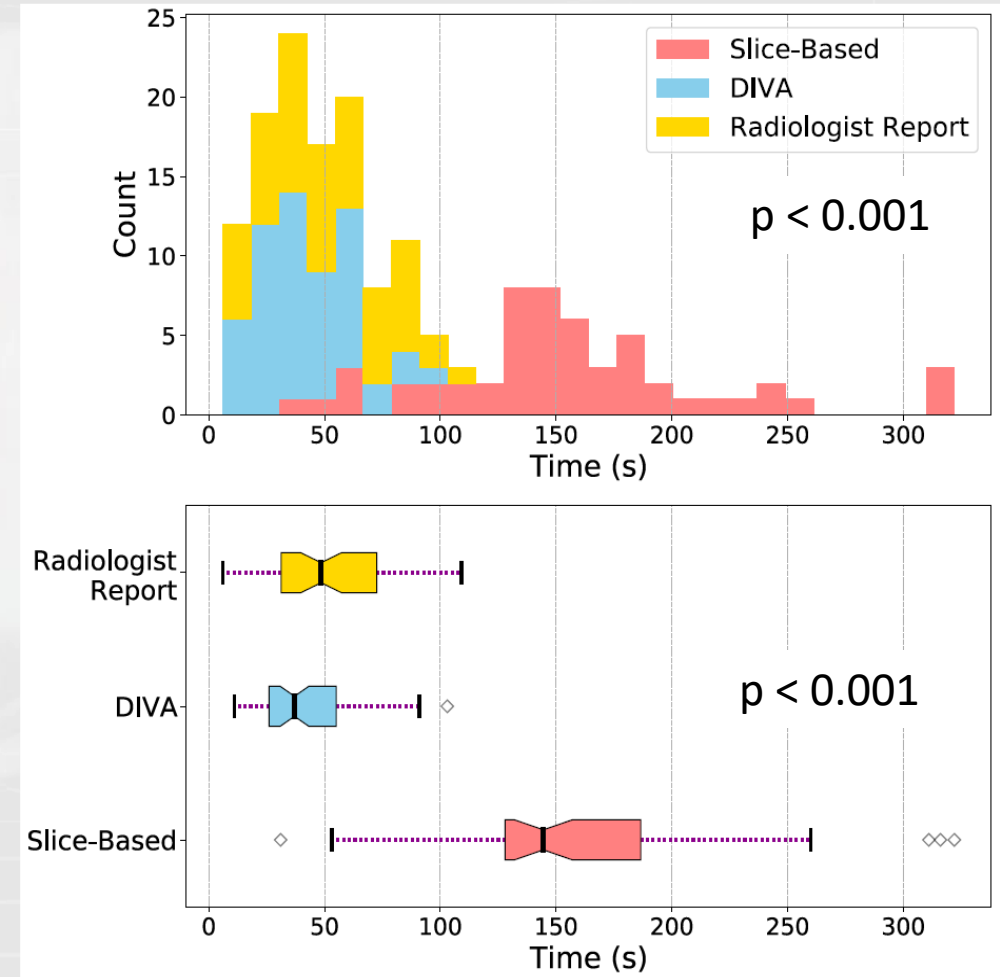 25
20
15
10
5
0
Count
Slice-Based
DIVA
Radiologist Report
p < 0.001
0 50 100 150 200 250 300
Time (s)
Radiologist
Report
DIVA
Slice-Based
p < 0.001
0 50 100 150 200 250 300
Time (s)